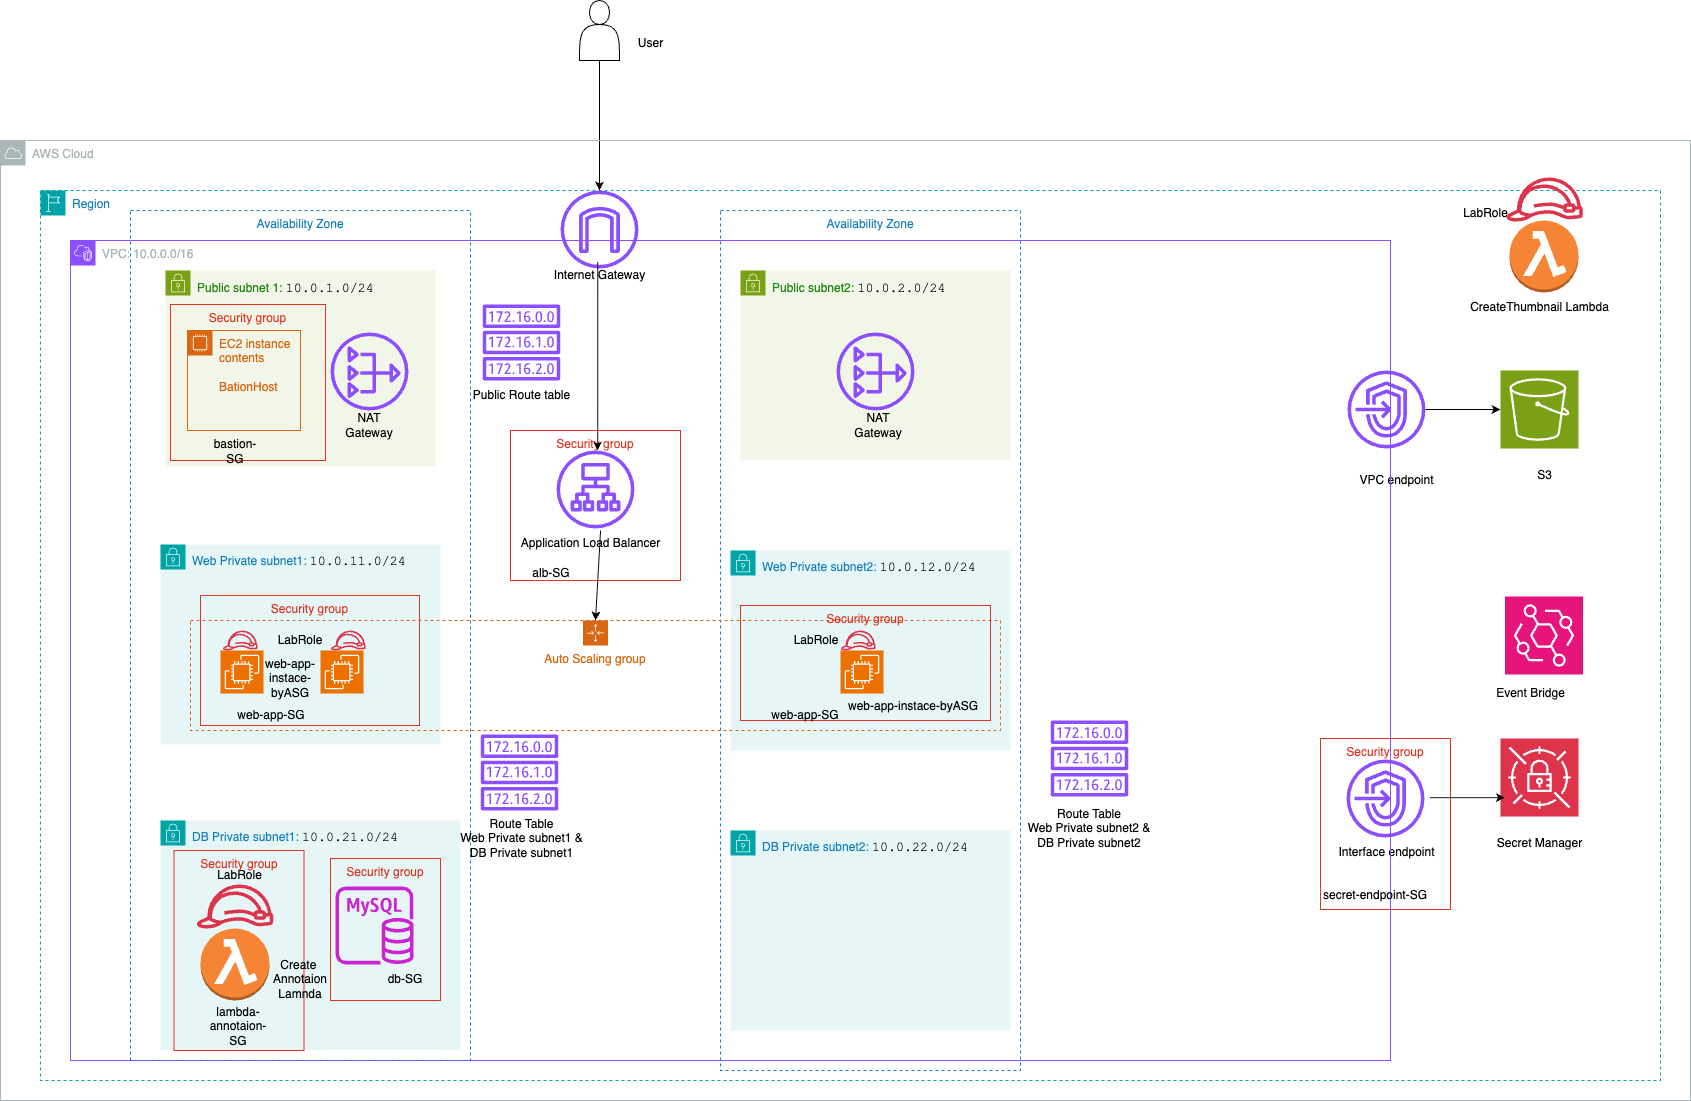 User
AWS Cloud
Region
Availability Zone
Availability Zone
VPC: 10.0.0.0/16
LabRole
CreateThumbnail Lambda
Internet Gateway
Public subnet 1: 10.0.1.0/24
Security group
EC2 instance
contents
BationHost
bastion-
SG
NAT
Gateway
172.16.0.0
172.16.1.0
172.16.2.0
Public Route table
Public subnet2: 10.0.2.0/24
NAT
Gateway
VPC endpoint
S3
Security group
Application Load Balancer
alb-SG
Web Private subnet1: 10.0.11.0/24
Security group
LabRole
web-app-
instace-
byASG
web-app-SG
Auto Scaling group
Web Private subnet2: 10.0.12.0/24
Security group
LabRole
web-app-instace-byASG
web-app-SG
Event Bridge
172.16.0.0
172.16.1.0
172.16.2.0
Route Table
Web Private subnet1 &
DB Private subnet1
172.16.0.0
172.16.1.0
172.16.2.0
Route Table
Web Private subnet2 &
DB Private subnet2
Security group
Interface endpoint
secret-endpoint-SG
Secret Manager
DB Private subnet1: 10.0.21.0/24
Security group
LabRole
Create
Annotaion
Lamnda
lambda-
annotaion-
SG
Security group
MySQL
db-SG
DB Private subnet2: 10.0.22.0/24